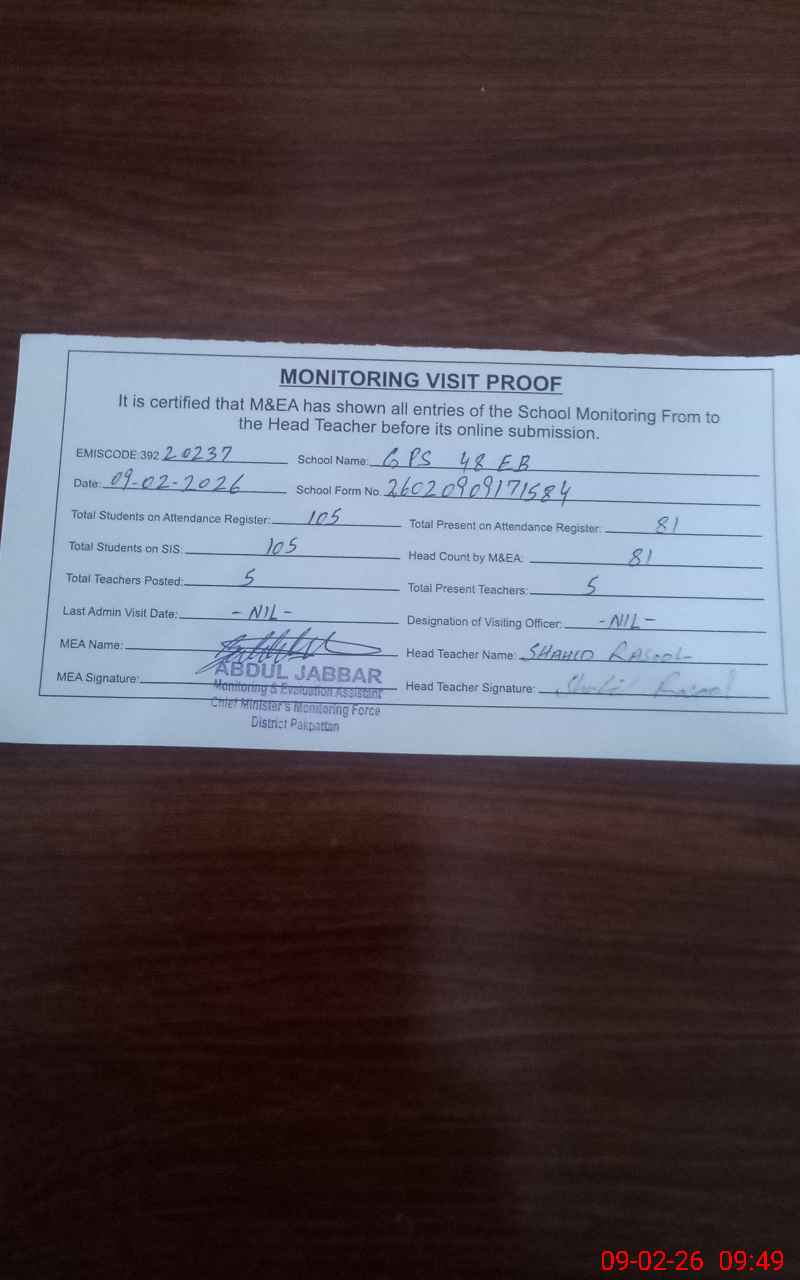 MONITORING VISIT PROOF
It is certified that M&EA has shown all entries of the School Monitoring From to
the Head Teacher before its online submission.
EMISCODE:392 20237 School Name: GPS 48 EB
Date: 09-02-2026 School Form No. 26020909171584
Total Students on Attendance Register: 105 Total Present on Attendance Register: 81
Total Students on SIS: 105 Head Count by M&EA: 81
Total Teachers Posted: 5 Total Present Teachers: 5
Last Admin Visit Date: -NIL- Designation of Visiting Officer: -NIL-
MEA Name: Head Teacher Name: SHAHID RASOOL
MEA Signature: Head Teacher Signature: Shahid Rasool
ABDUL JABBAR
Monitoring & Evaluation Assistant
Chief Minister's Monitoring Force
District Pakpattan
09-02-26 09:49